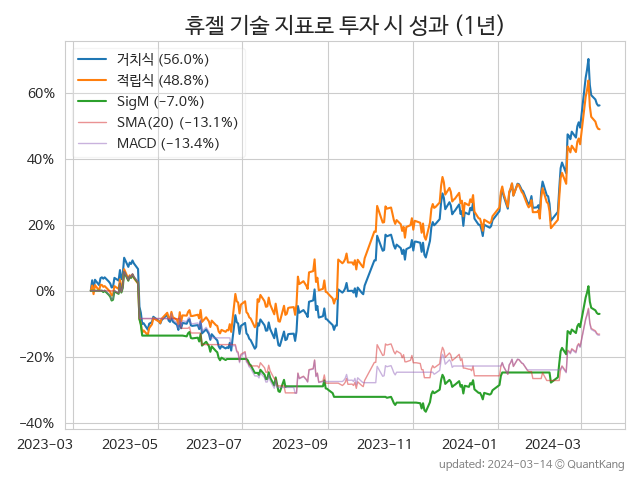 휴젤 기술 지표로 투자 시 성과 (1년)
거치식 (56.0%)
적립식 (48.8%)
SigM (−7.0%)
SMA(20) (−13.1%)
MACD (−13.4%)
60%
40%
20%
0%
−20%
−40%
2023−03 2023−05 2023−07 2023−09 2023−11 2024−01 2024−03
updated: 2024−03−14 © QuantKang